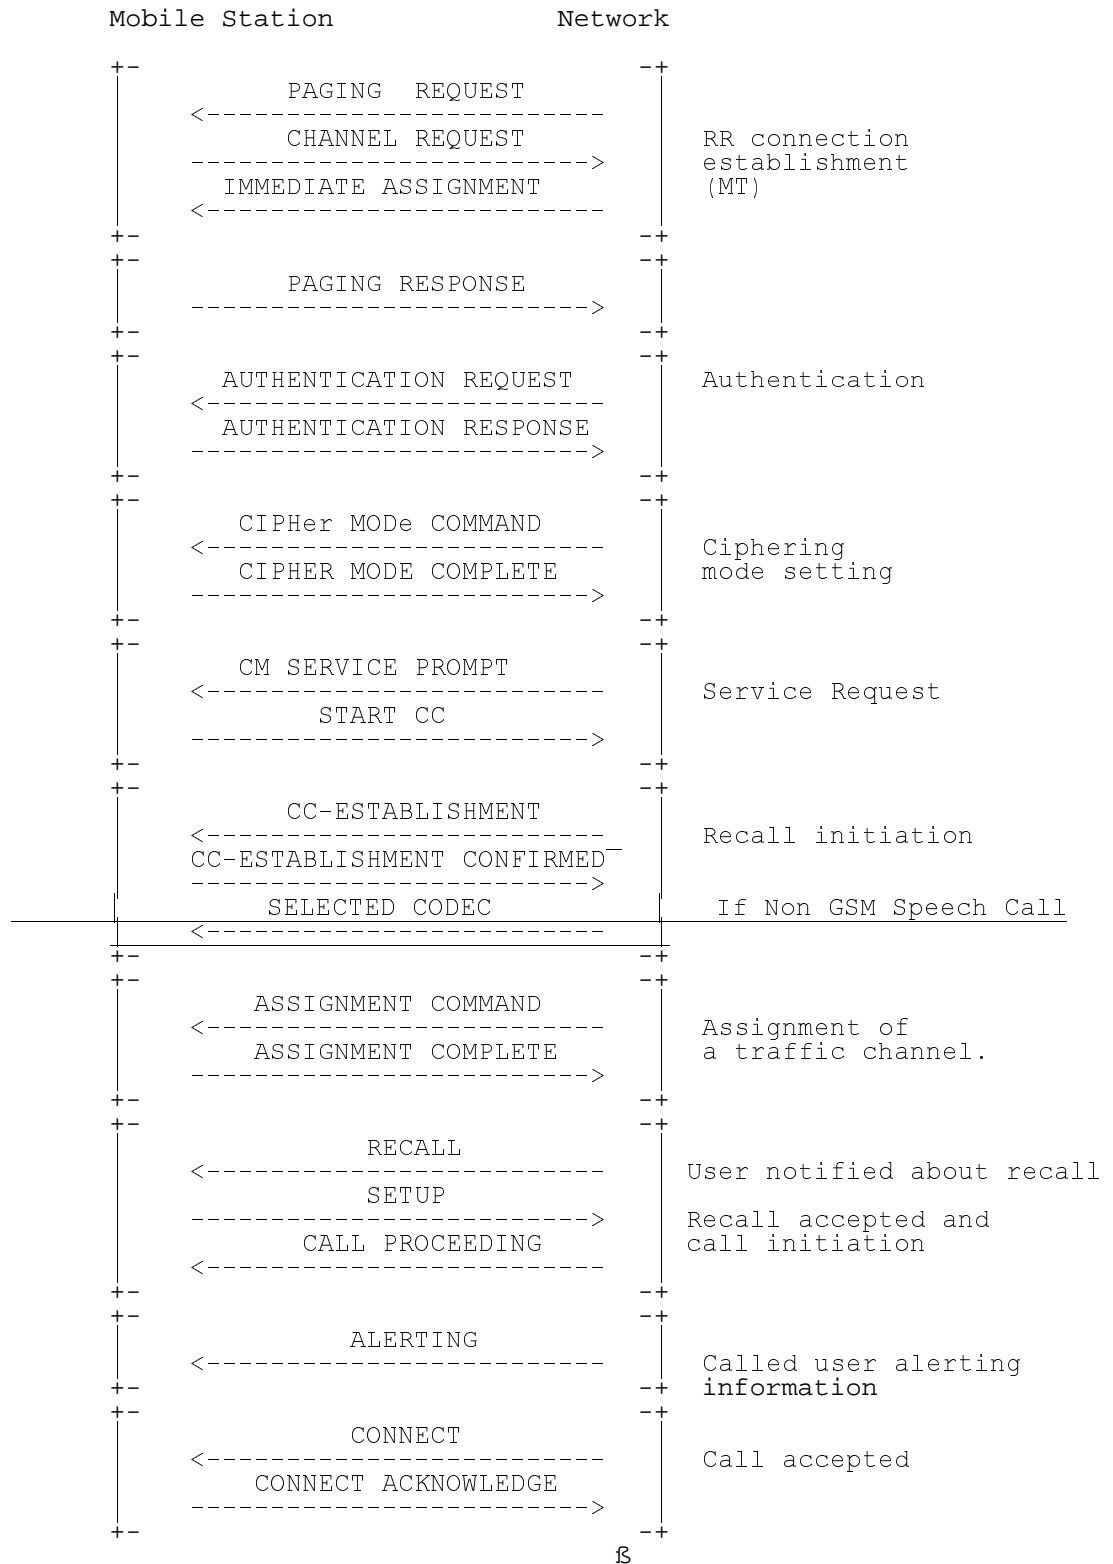 Mobile Station Network
+- -+
PAGING REQUEST
<-------------------------
CHANNEL REQUEST RR connection
-------------------------> establishment
IMMEDIATE ASSIGNMENT (MT)
<-------------------------
+- -+
+- -+
PAGING RESPONSE
------------------------->
+- -+
+- -+
AUTHENTICATION REQUEST Authentication
<-------------------------
AUTHENTICATION RESPONSE
------------------------->
+- -+
+- -+
CIPHer MODe COMMAND
<------------------------- Ciphering
CIPHER MODE COMPLETE mode setting
------------------------->
+- -+
+- -+
CM SERVICE PROMPT
<------------------------- Service Request
START CC
------------------------->
+- -+
+- -+
CC-ESTABLISHMENT
<------------------------- Recall initiation
CC-ESTABLISHMENT CONFIRMED
------------------------->
SELECTED CODEC If Non GSM Speech Call
<-------------------------
+- -+
+- -+
ASSIGNMENT COMMAND
<------------------------- Assignment of
ASSIGNMENT COMPLETE a traffic channel.
------------------------->
+- -+
+- -+
RECALL
<------------------------- User notified about recall
SETUP
-------------------------> Recall accepted and
CALL PROCEEDING call initiation
<-------------------------
+- -+
+- -+
ALERTING
<------------------------- Called user alerting
+- -+ information
+- -+
CONNECT
<------------------------- Call accepted
CONNECT ACKNOWLEDGE
------------------------->
+- -+
ß